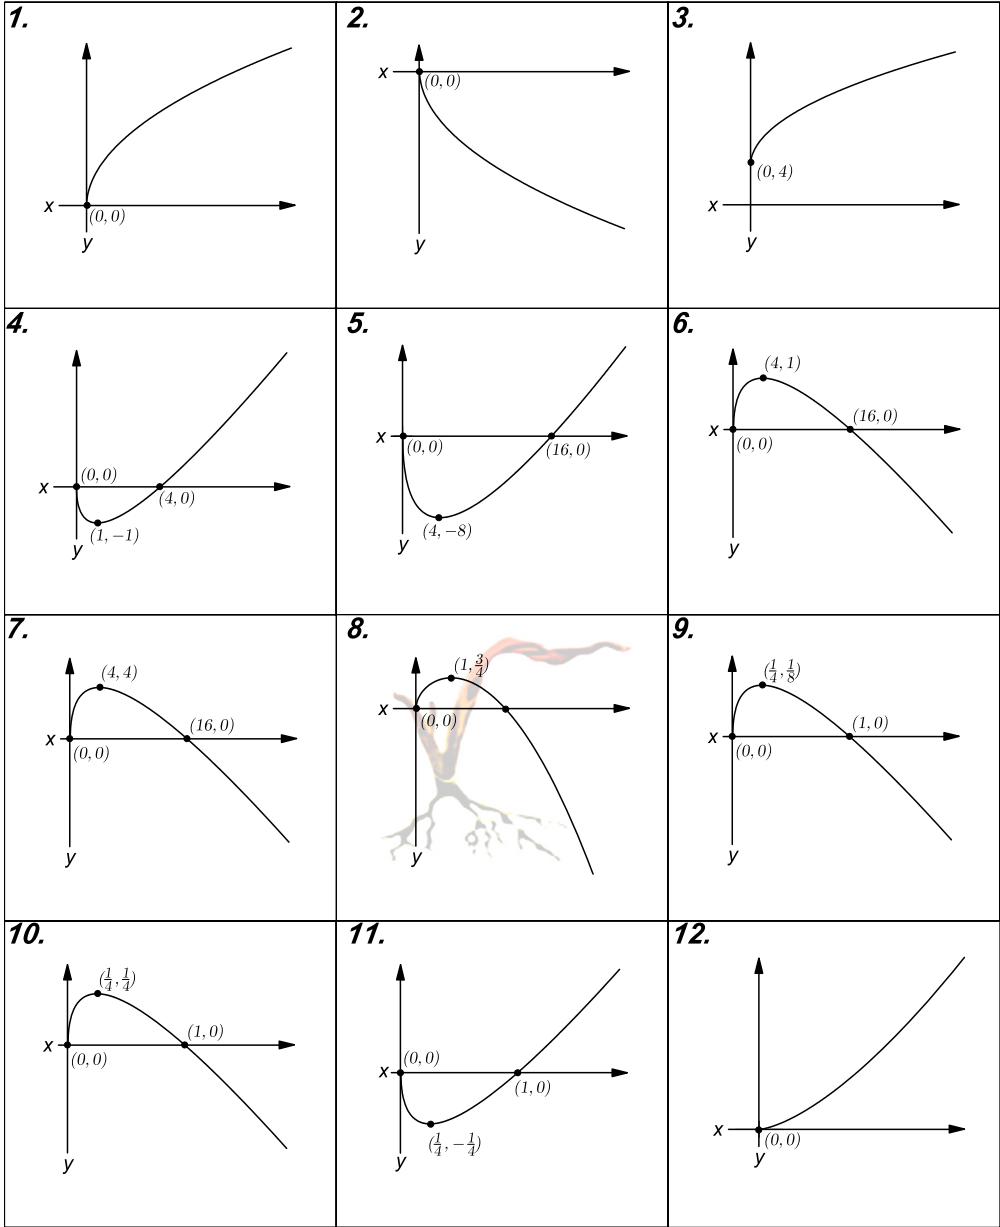 1.
x
(0, 0)
y
2.
x
(0, 0)
y
3.
(0, 4)
x
y
4.
(0, 0)
x
(4, 0)
(1, −1)
y
5.
x
(0, 0)
(16, 0)
(4, −8)
y
6.
(4, 1)
(16, 0)
x
(0, 0)
y
7.
(4, 4)
(16, 0)
x
(0, 0)
y
8.
(1, 3/4)
x
(0, 0)
y
9.
(1/4, 1/8)
(1, 0)
x
(0, 0)
y
10.
(1/4, 1/4)
(1, 0)
x
(0, 0)
y
11.
(0, 0)
x
(1, 0)
(1/4, −1/4)
y
12.
x
(0, 0)
y